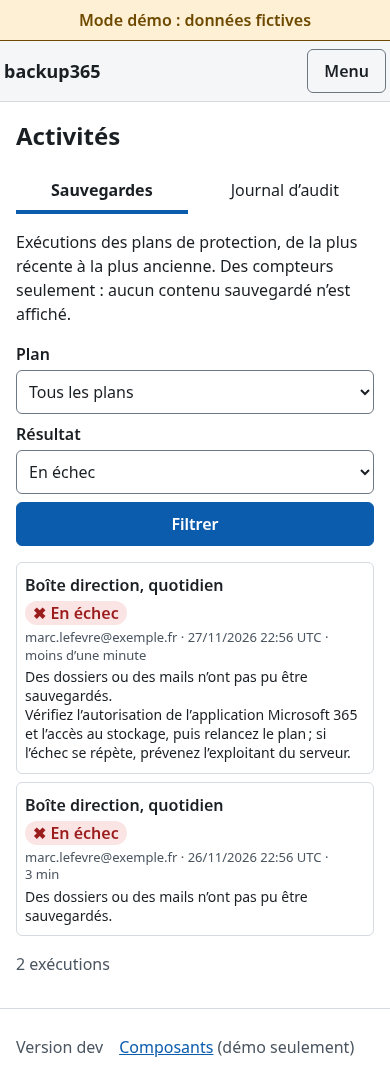 Mode démo : données fictives
backup365
Menu
Activités
Sauvegardes
Journal d’audit
Exécutions des plans de protection, de la plus
récente à la plus ancienne. Des compteurs
seulement : aucun contenu sauvegardé n’est
affiché.
Plan
Tous les plans
Résultat
En échec
Filtrer
Boîte direction, quotidien
✖ En échec
marc.lefevre@exemple.fr · 27/11/2026 22:56 UTC ·
moins d’une minute
Des dossiers ou des mails n’ont pas pu être
sauvegardés.
Vérifiez l’autorisation de l’application Microsoft 365
et l’accès au stockage, puis relancez le plan ; si
l’échec se répète, prévenez l’exploitant du serveur.
Boîte direction, quotidien
✖ En échec
marc.lefevre@exemple.fr · 26/11/2026 22:56 UTC ·
3 min
Des dossiers ou des mails n’ont pas pu être
sauvegardés.
2 exécutions
Version dev Composants (démo seulement)